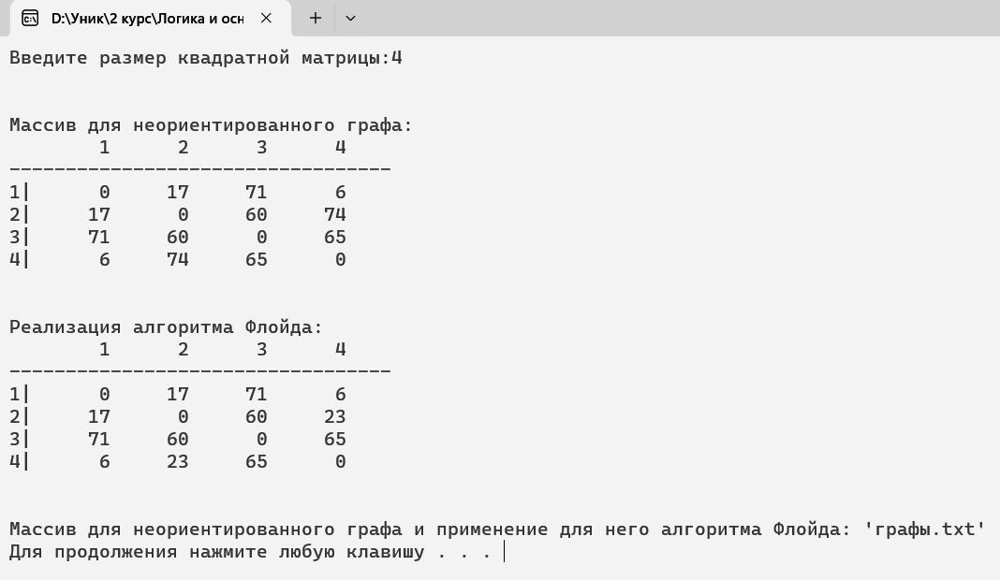 D:\Уник\2 курс\Логика и осн
Введите размер квадратной матрицы:4
Массив для неориентированного графа:
1 2 3 4
----------------------------------
1| 0 17 71 6
2| 17 0 60 74
3| 71 60 0 65
4| 6 74 65 0
Реализация алгоритма Флойда:
1 2 3 4
----------------------------------
1| 0 17 71 6
2| 17 0 60 23
3| 71 60 0 65
4| 6 23 65 0
Массив для неориентированного графа и применение для него алгоритма Флойда: 'графы.txt'
Для продолжения нажмите любую клавишу . . .